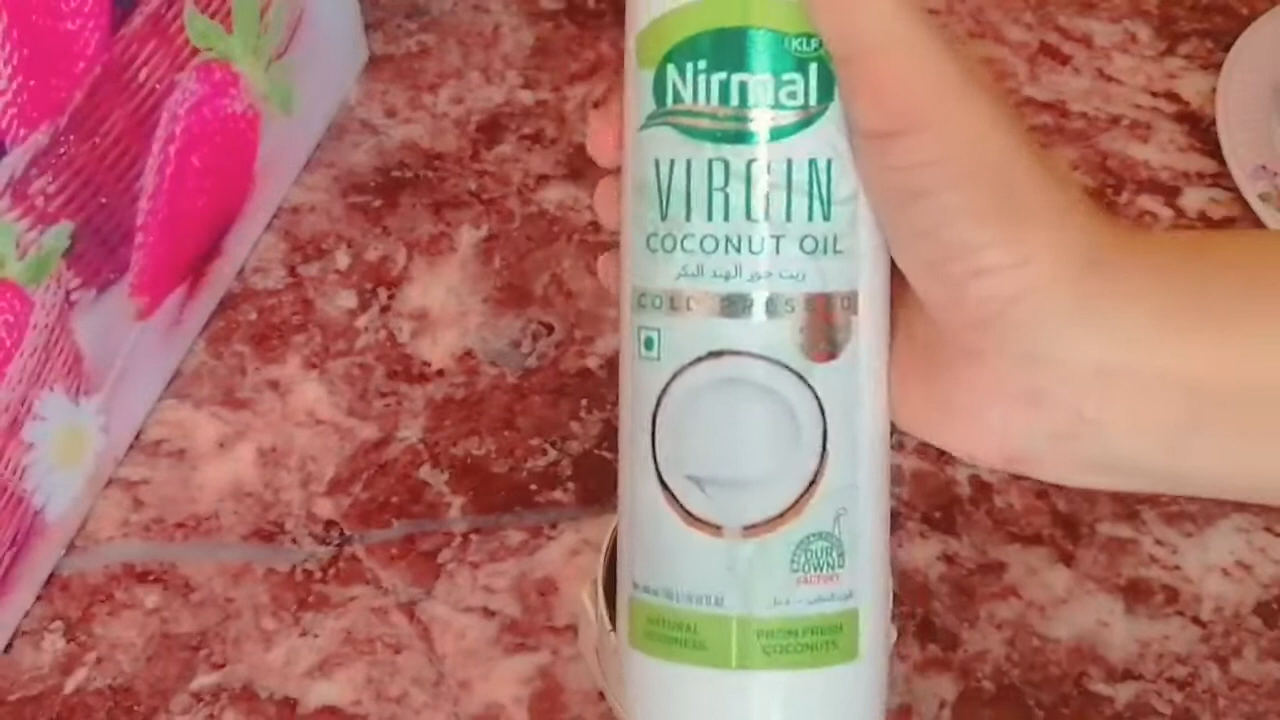 KLF
Nirmal
VIRGIN
COCONUT OIL
زيت جوز الهند البكر
COLD PRESSED
OUR
OWN
FACTORY
NATURAL
GOODNESS
FROM FRESH
COCONUTS